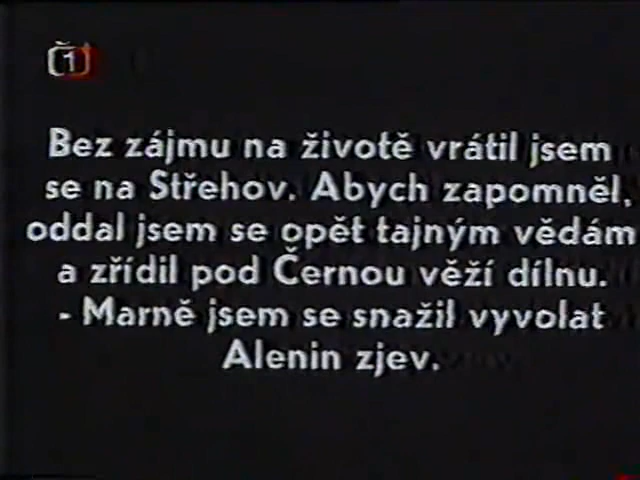 Č1
Bez zájmu na životě vrátil jsem
se na Střehov. Abych zapomněl,
oddal jsem se opět tajným vědám
a zřídil pod Černou věží dílnu.
- Marně jsem se snažil vyvolat
Alenin zjev.